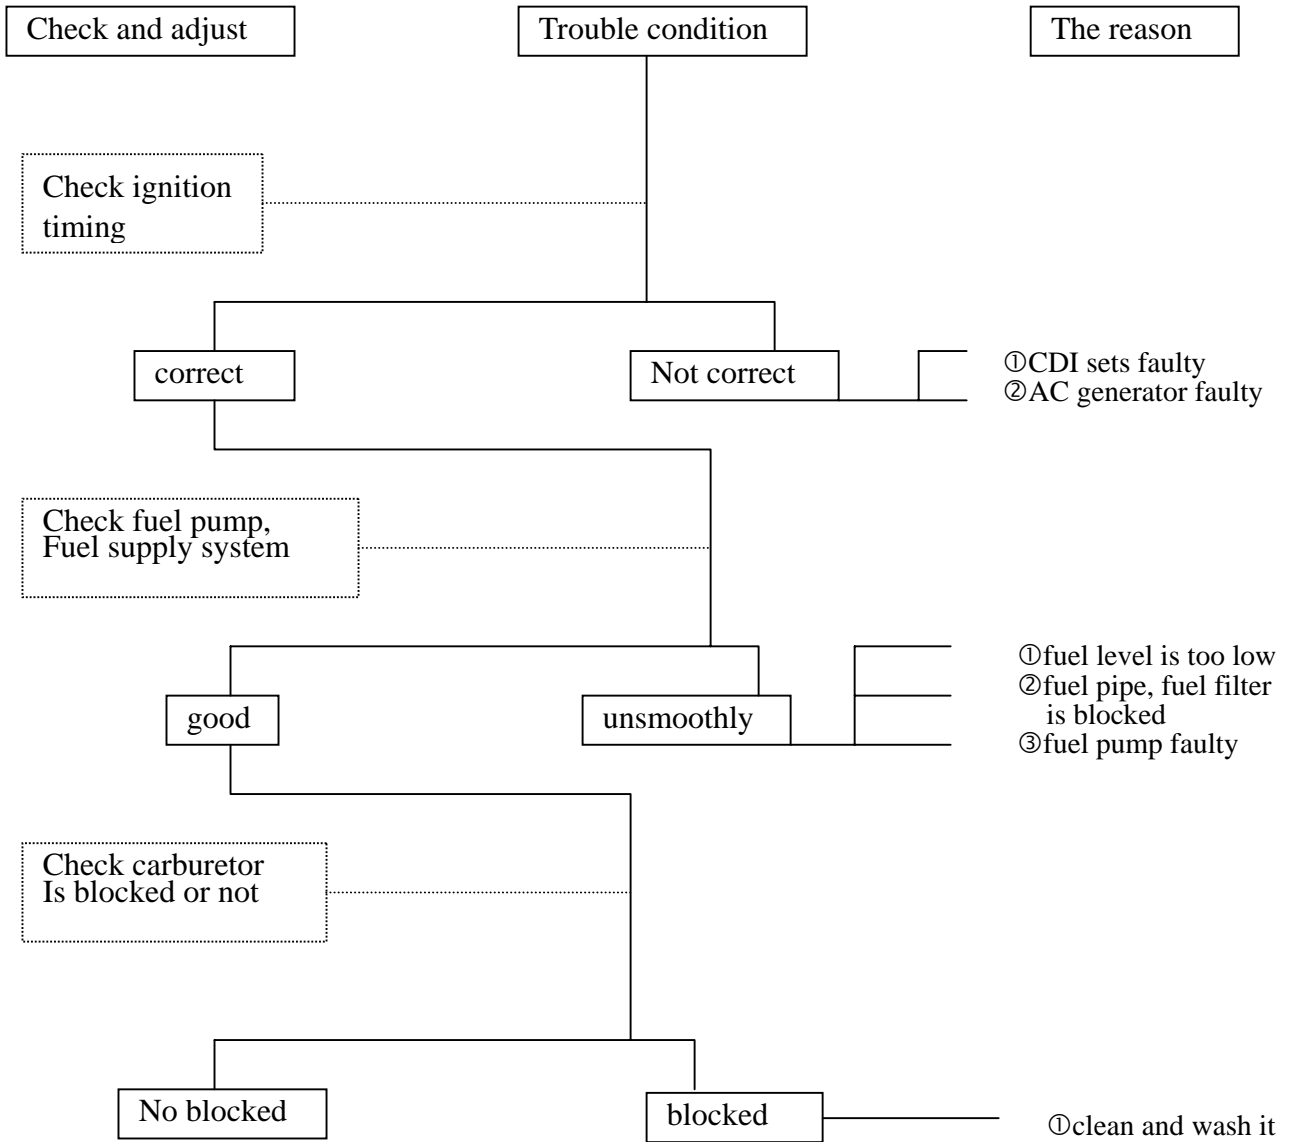 Check and adjust
Trouble condition
The reason
Check ignition
timing
correct
Not correct
①CDI sets faulty
②AC generator faulty
Check fuel pump,
Fuel supply system
good
unsmoothly
①fuel level is too low
②fuel pipe, fuel filter
is blocked
③fuel pump faulty
Check carburetor
Is blocked or not
No blocked
blocked
①clean and wash it